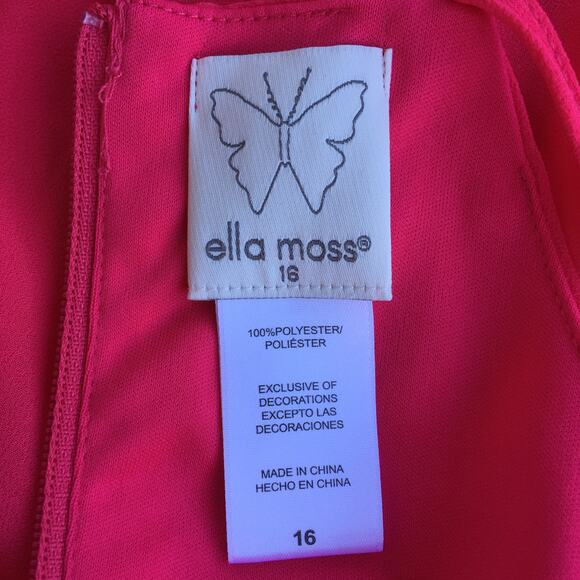 ella moss®
16
100%POLYESTER/
POLIÉSTER
EXCLUSIVE OF
DECORATIONS
EXCEPTO LAS
DECORACIONES
MADE IN CHINA
HECHO EN CHINA
16